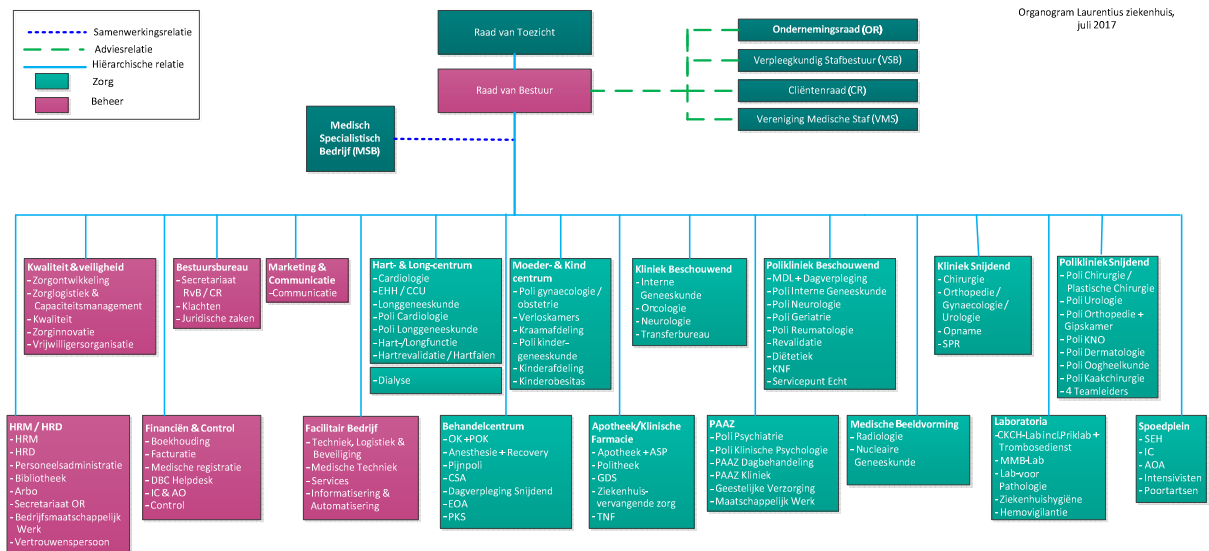 Organogram Laurentius ziekenhuis,
juli 2017
Samenwerkingsrelatie
Adviesrelatie
Hiërarchische relatie
Zorg
Beheer
Raad van Toezicht
Raad van Bestuur
Ondernemingsraad (OR)
Verpleegkundig Stafbestuur (VSB)
Cliëntenraad (CR)
Vereniging Medische Staf (VMS)
Medisch
Specialistisch
Bedrijf (MSB)
Kwaliteit & veiligheid
- Zorgontwikkeling
- Zorglogistiek &
Capaciteitsmanagement
- Kwaliteit
- Zorginnovatie
- Vrijwilligersorganisatie
Bestuursbureau
- Secretariaat
RvB / CR
- Klachten
- Juridische zaken
Marketing &
Communicatie
- Communicatie
Hart- & Long-centrum
- Cardiologie
- EHH / CCU
- Longgeneeskunde
- Poli Cardiologie
- Poli Longgeneeskunde
- Hart-/Longfunctie
- Hartrevalidatie / Hartfalen
- Dialyse
Moeder- & Kind
centrum
- Poli gynaecologie /
obstetrie
- Verloskamers
- Kraamafdeling
- Poli kinder-
geneeskunde
- Kinderafdeling
- Kinderobesitas
Kliniek Beschouwend
- Interne
Geneeskunde
- Oncologie
- Neurologie
- Transferbureau
Polikliniek Beschouwend
- MDL + Dagverpleging
- Poli Interne Geneeskunde
- Poli Neurologie
- Poli Geriatrie
- Poli Reumatologie
- Revalidatie
- Diëtetiek
- KNF
- Servicepunt Echt
Kliniek Snijdend
- Chirurgie
- Orthopedie /
Gynaecologie /
Urologie
- Opname
- SPR
Polikliniek Snijdend
- Poli Chirurgie /
Plastische Chirurgie
- Poli Urologie
- Poli Orthopedie +
Gipskamer
- Poli KNO
- Poli Dermatologie
- Poli Oogheelkunde
- Poli Kaakchirurgie
- 4 Teamleiders
HRM / HRD
- HRM
- HRD
- Personeelsadministratie
- Bibliotheek
- Arbo
- Secretariaat OR
- Bedrijfsmaatschappelijk
Werk
- Vertrouwenspersoon
Financiën & Control
- Boekhouding
- Facturatie
- Medische registratie
- DBC Helpdesk
- IC & AO
- Control
Facilitair Bedrijf
- Techniek, Logistiek &
Beveiliging
- Medische Techniek
- Services
- Informatisering &
Automatisering
Behandelcentrum
- OK + POK
- Anesthesie + Recovery
- Pijnpoli
- CSA
- Dagverpleging Snijdend
- EOA
- PKS
Apotheek/Klinische
Farmacie
- Apotheek + ASP
- Politheek
- GDS
- Ziekenhuis-
vervangende zorg
- TNF
PAAZ
- Poli Psychiatrie
- Poli Klinische Psychologie
- PAAZ Dagbehandeling
- PAAZ Kliniek
- Geestelijke Verzorging
- Maatschappelijk Werk
Medische Beeldvorming
- Radiologie
- Nucleaire
Geneeskunde
Laboratoria
- CKCH-Lab incl.Priklab +
Trombosedienst
- MMB-Lab
- Lab-voor
Pathologie
- Ziekenhuishygiëne
- Hemovigilantie
Spoedplein
- SEH
- IC
- AOA
- Intensivisten
- Poortartsen